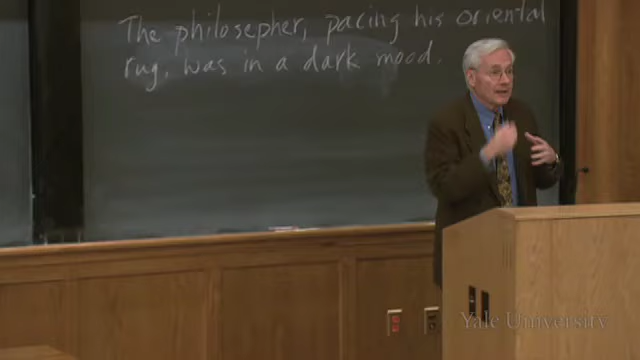 The philosopher, pacing his oriental
rug, was in a dark mood.
Yale University